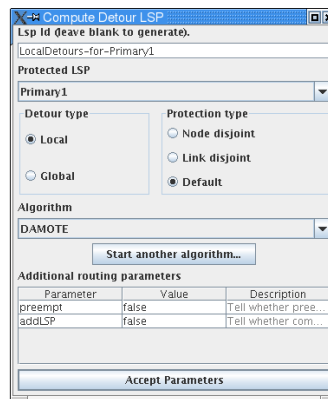 Compute Detour LSP
Lsp Id (leave blank to generate).
LocalDetours-for-Primary1
Protected LSP
Primary1
Detour type
Protection type
Local
Node disjoint
Link disjoint
Global
Default
Algorithm
DAMOTE
Start another algorithm...
Additional routing parameters
Parameter Value Description
preempt false Tell whether pree...
addLSP false Tell whether com...
Accept Parameters